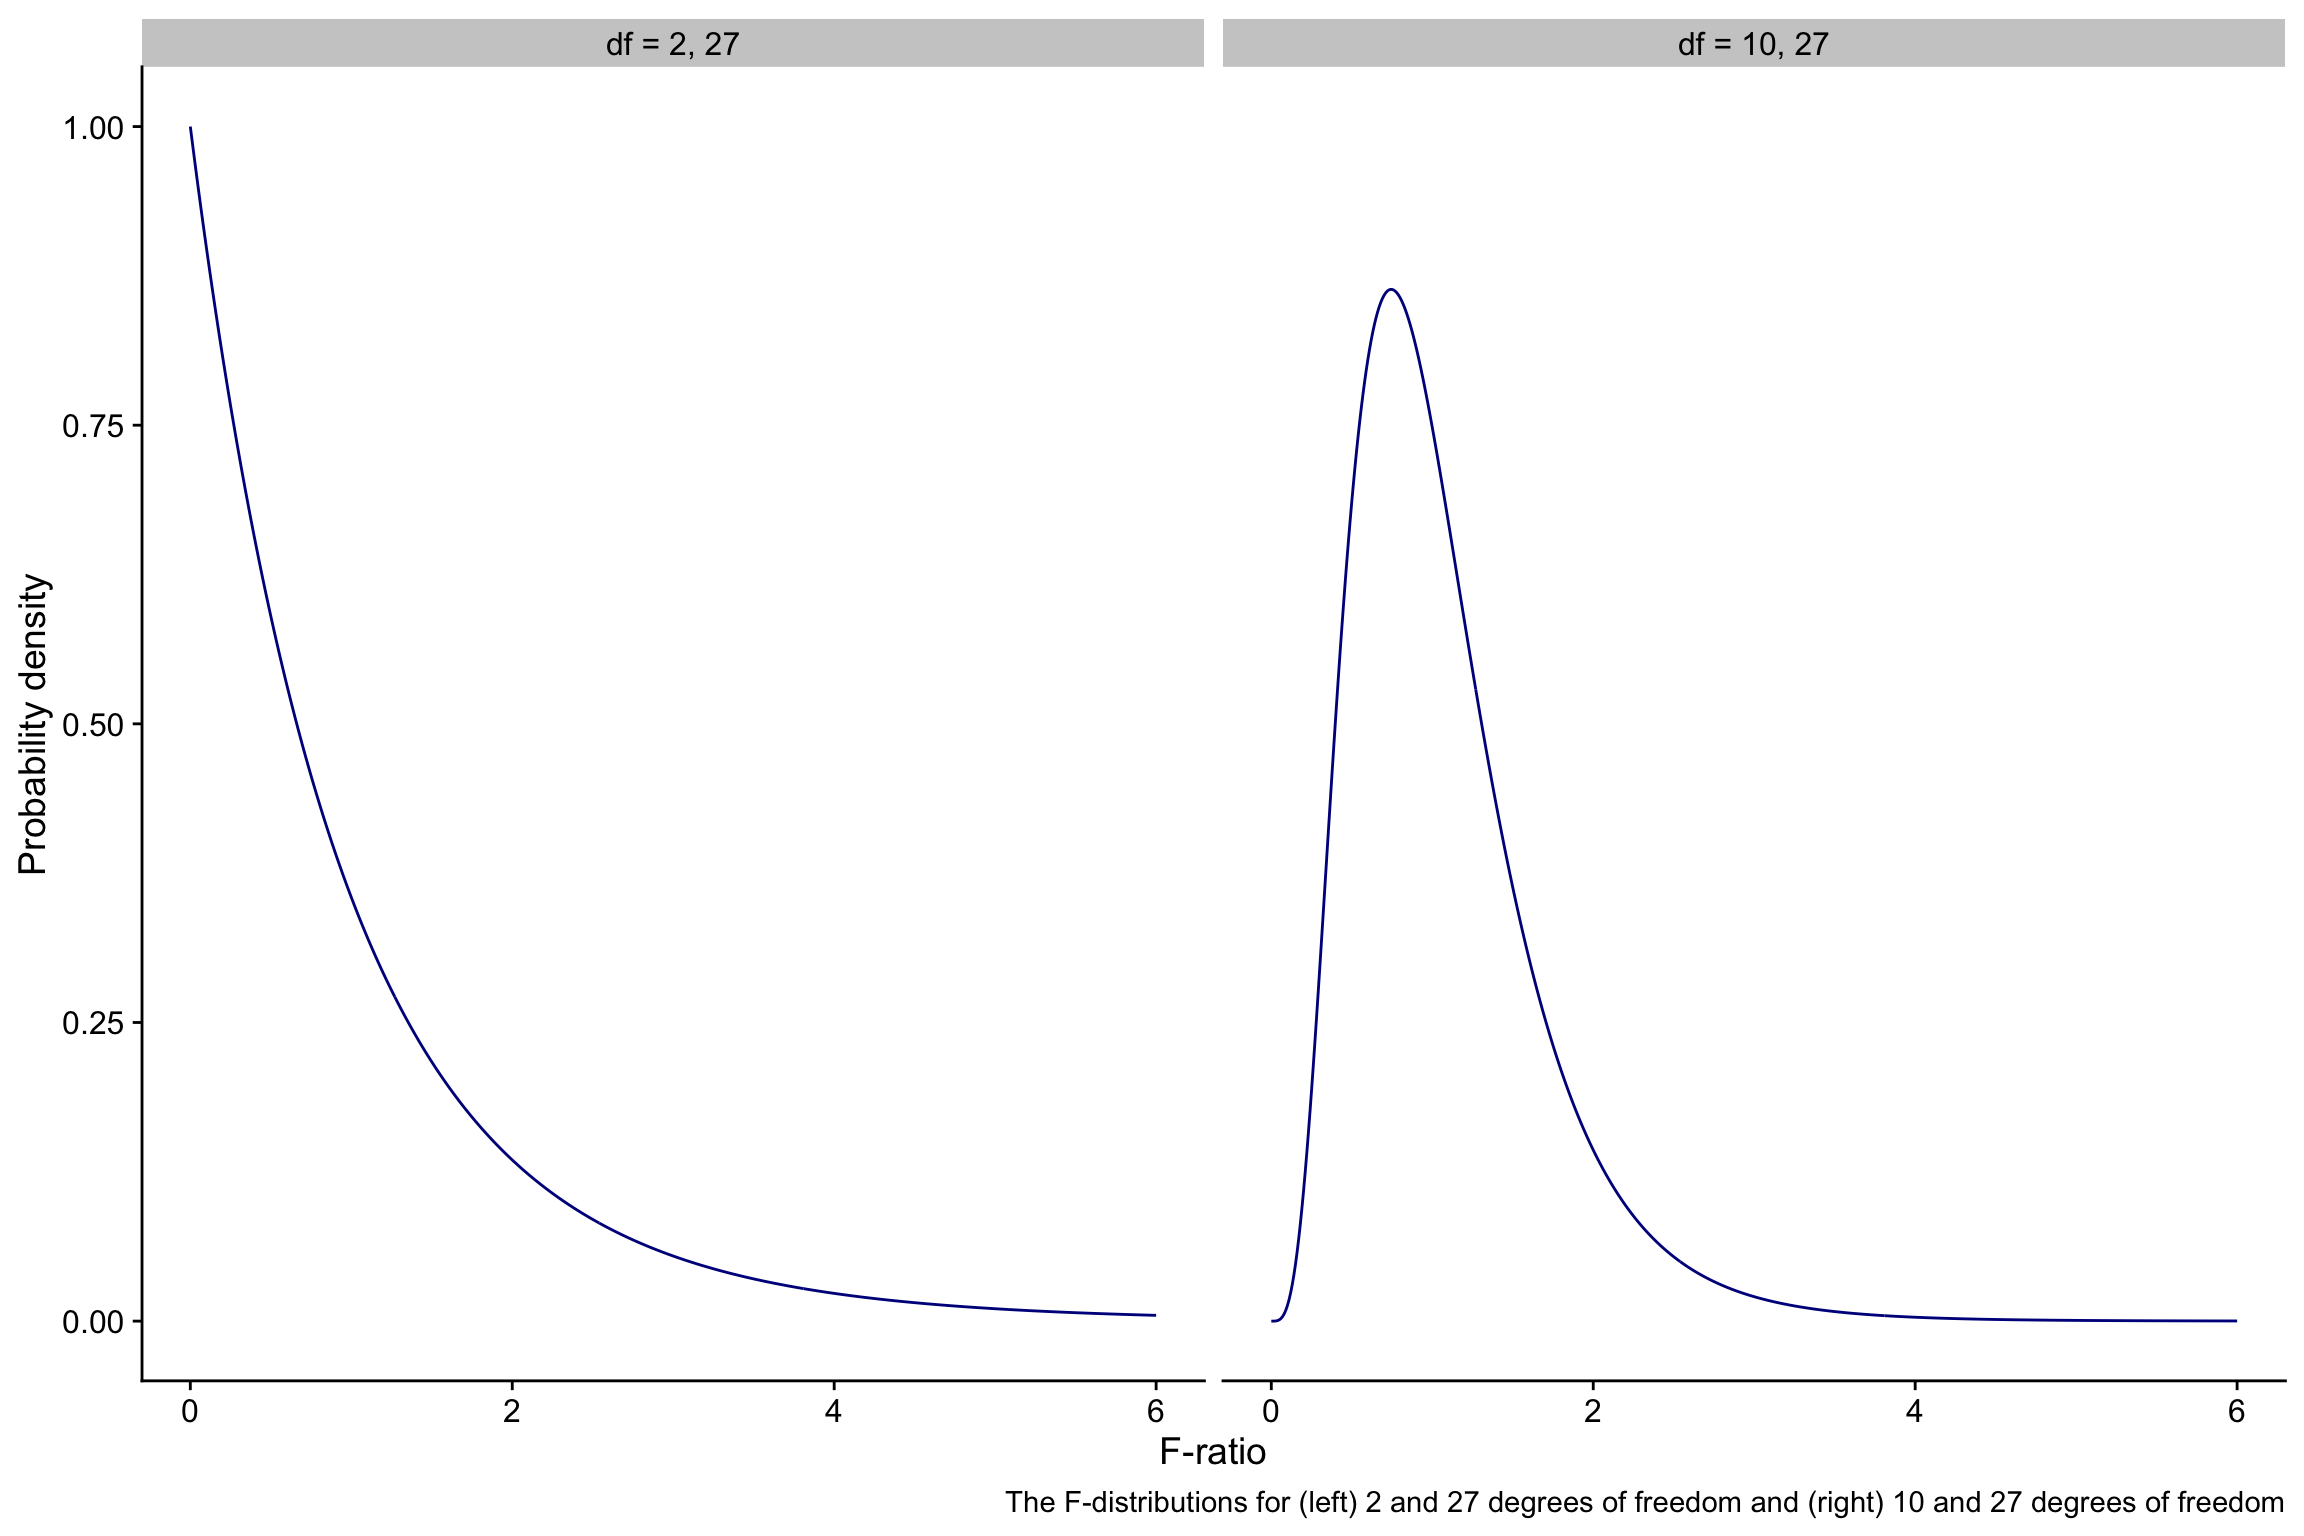 df = 2, 27
df = 10, 27
Probability density
1.00
0.75
0.50
0.25
0.00
0 2 4 6
0 2 4 6
F-ratio
The F-distributions for (left) 2 and 27 degrees of freedom and (right) 10 and 27 degrees of freedom